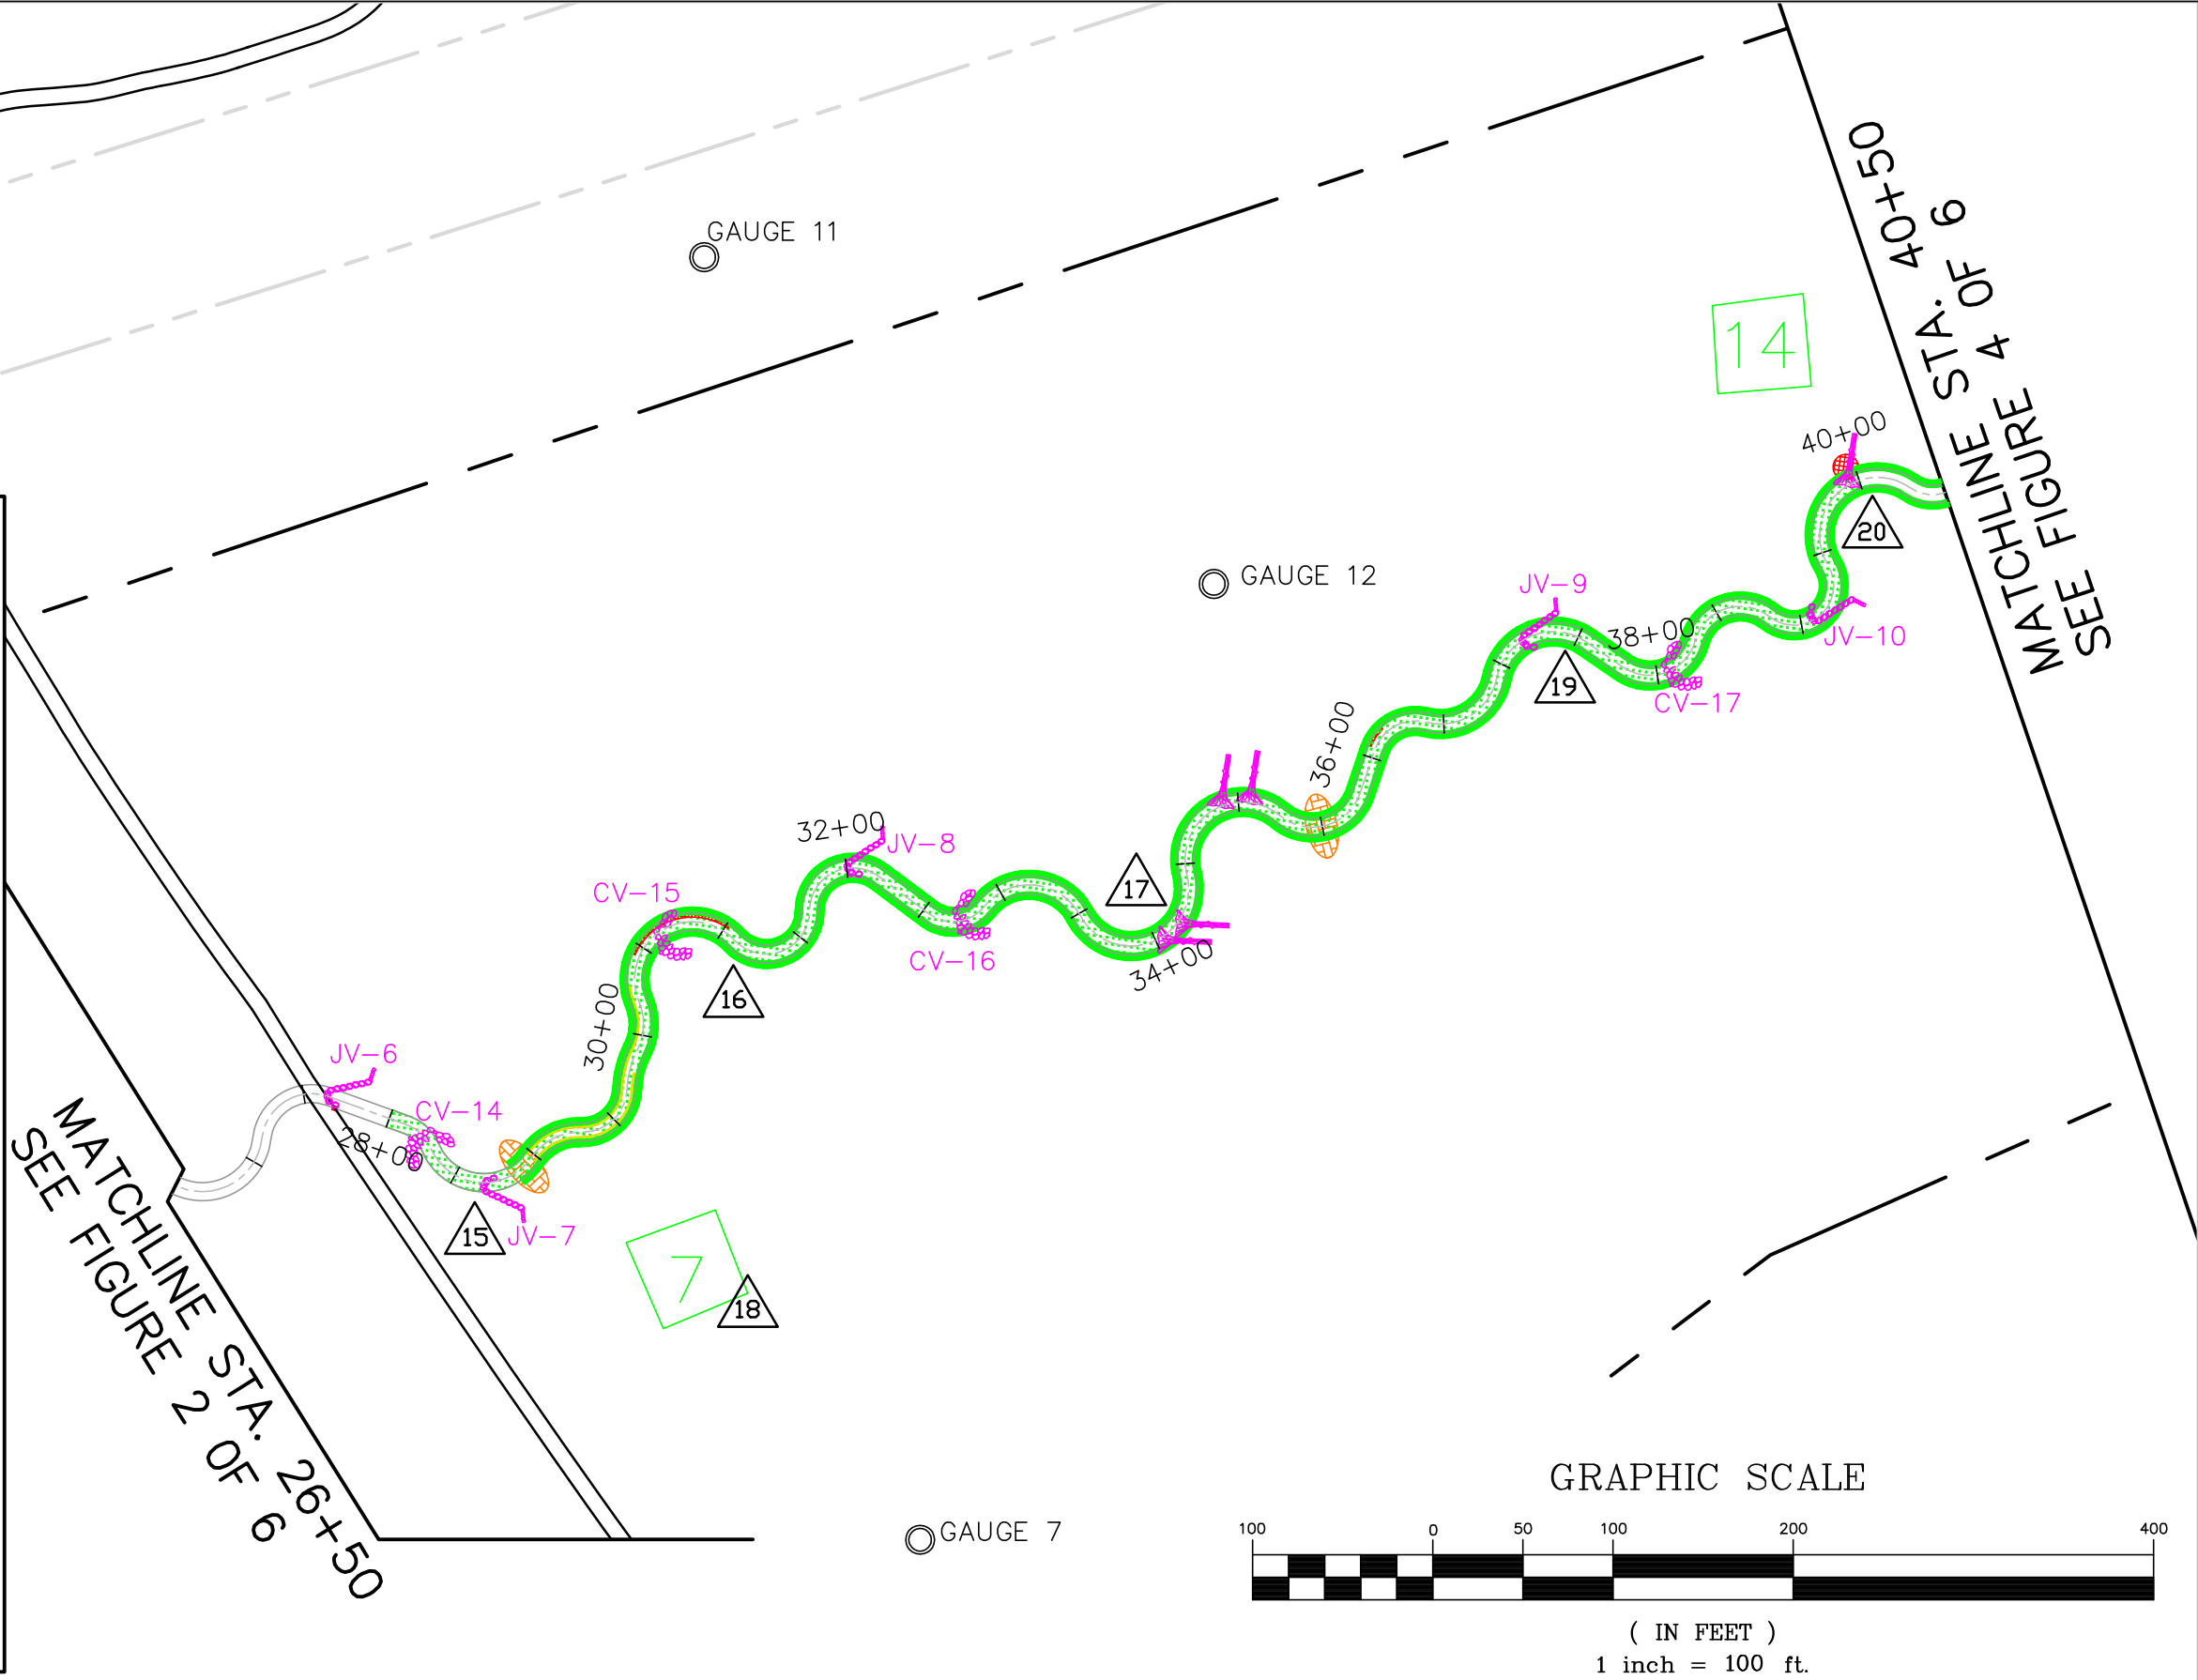 GAUGE 11
MATCHLINE STA. 40+50
SEE FIGURE 4 OF 6
14
40+00
20
GAUGE 12
JV-9
38+00
JV-10
19
CV-17
36+00
32+00
JV-8
17
CV-15
CV-16
34+00
16
30+00
JV-6
CV-14
28+00
15
JV-7
7
18
MATCHLINE STA. 26+50
SEE FIGURE 2 OF 6
GAUGE 7
GRAPHIC SCALE
100 0 50 100 200 400
( IN FEET )
1 inch = 100 ft.